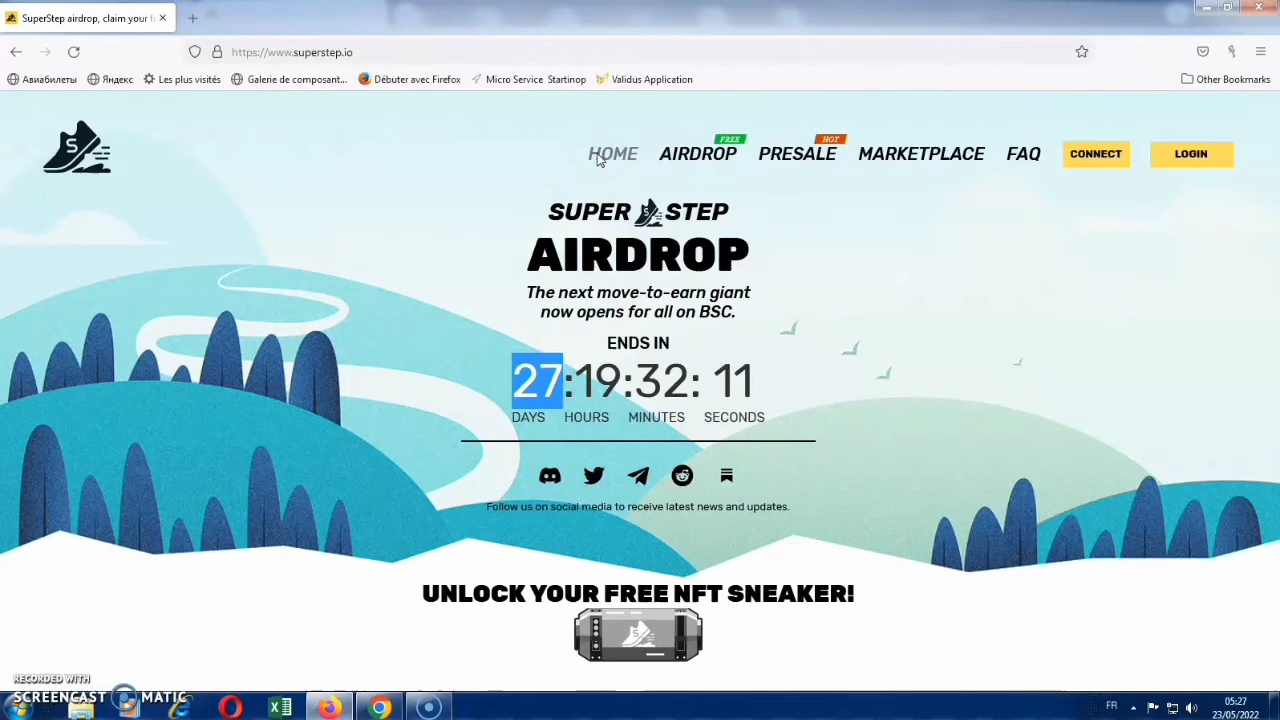 SuperStep airdrop, claim your f
https://www.superstep.io
Авиабилеты Яндекс Les plus visités Galerie de composant... Débuter avec Firefox Micro Service Startinop Validus Application Other Bookmarks
FREE HOT
HOME AIRDROP PRESALE MARKETPLACE FAQ CONNECT LOGIN
SUPER STEP
AIRDROP
The next move-to-earn giant
now opens for all on BSC.
ENDS IN
27:19:32: 11
DAYS HOURS MINUTES SECONDS
Follow us on social media to receive latest news and updates.
UNLOCK YOUR FREE NFT SNEAKER!
RECORDED WITH
SCREENCAST MATIC
FR 05:27
23/05/2022